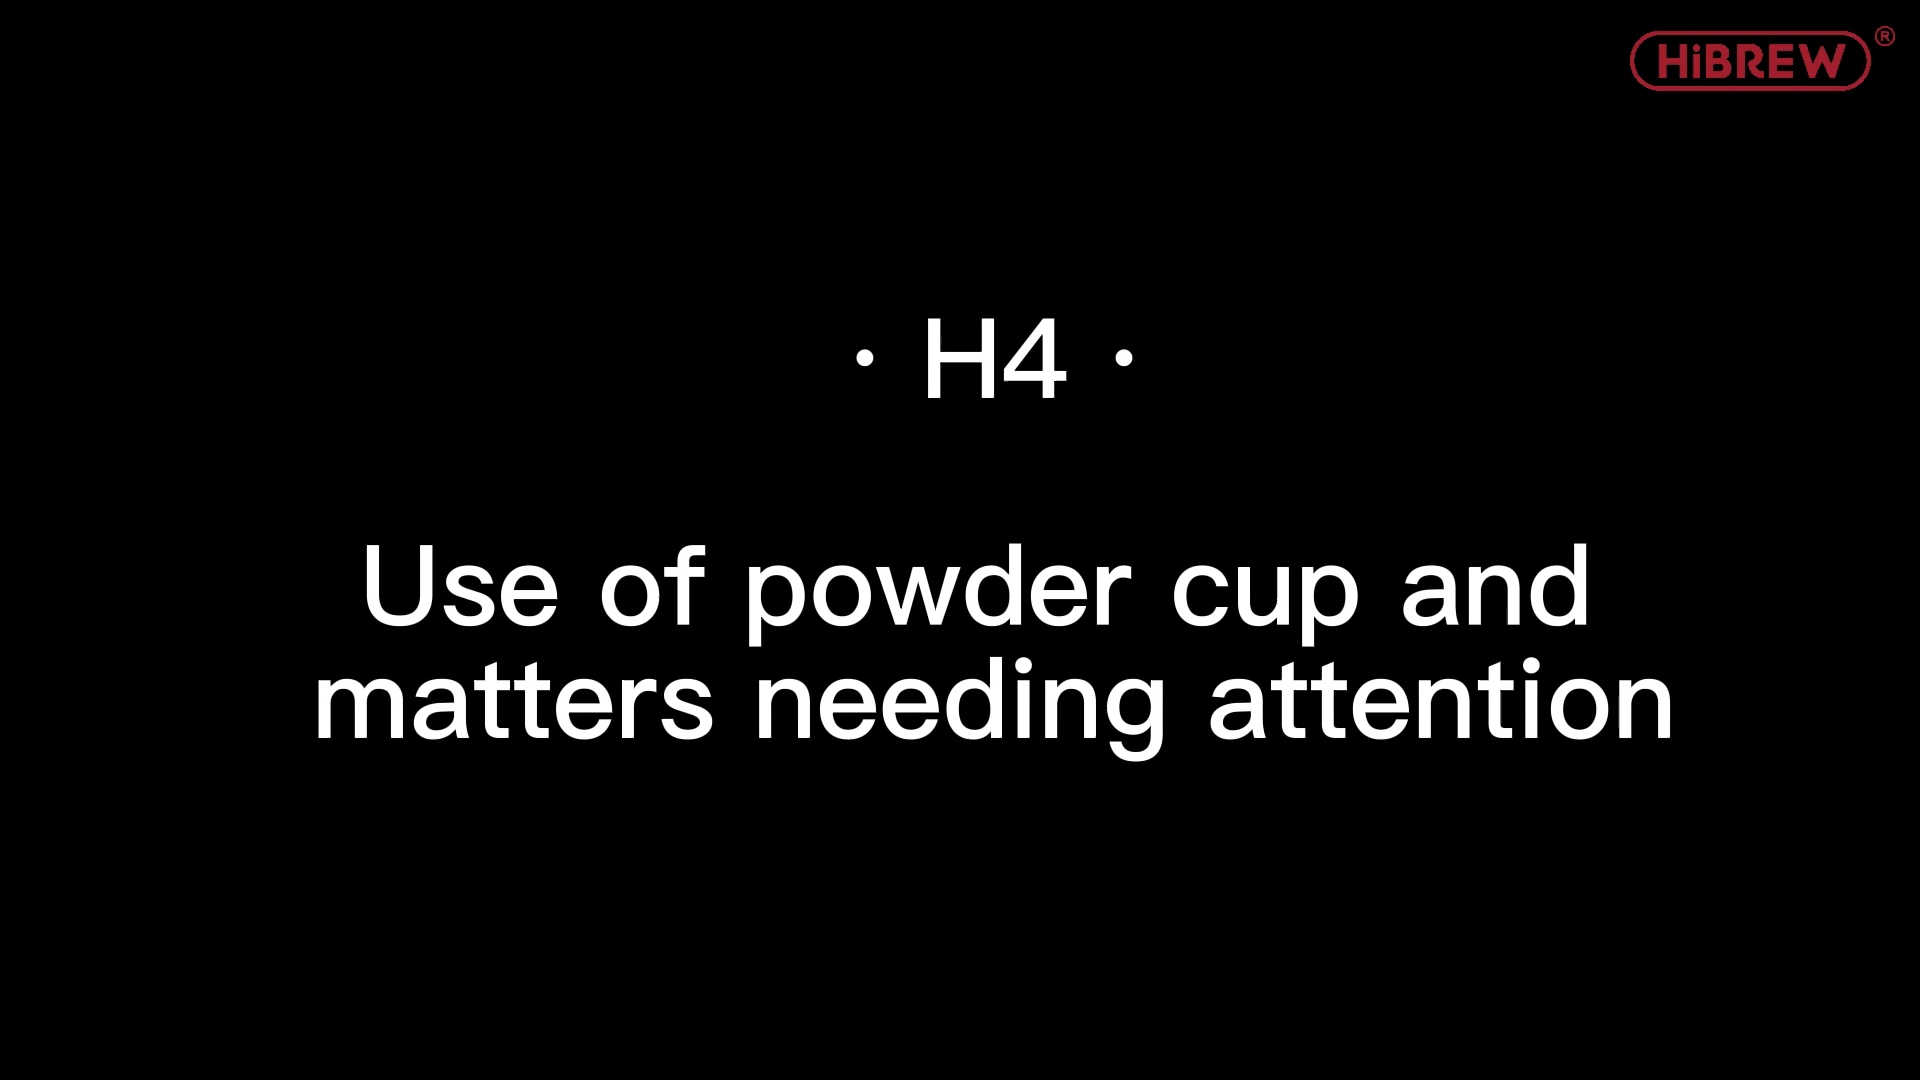 HiBREW®
· H4 ·
Use of powder cup and
matters needing attention